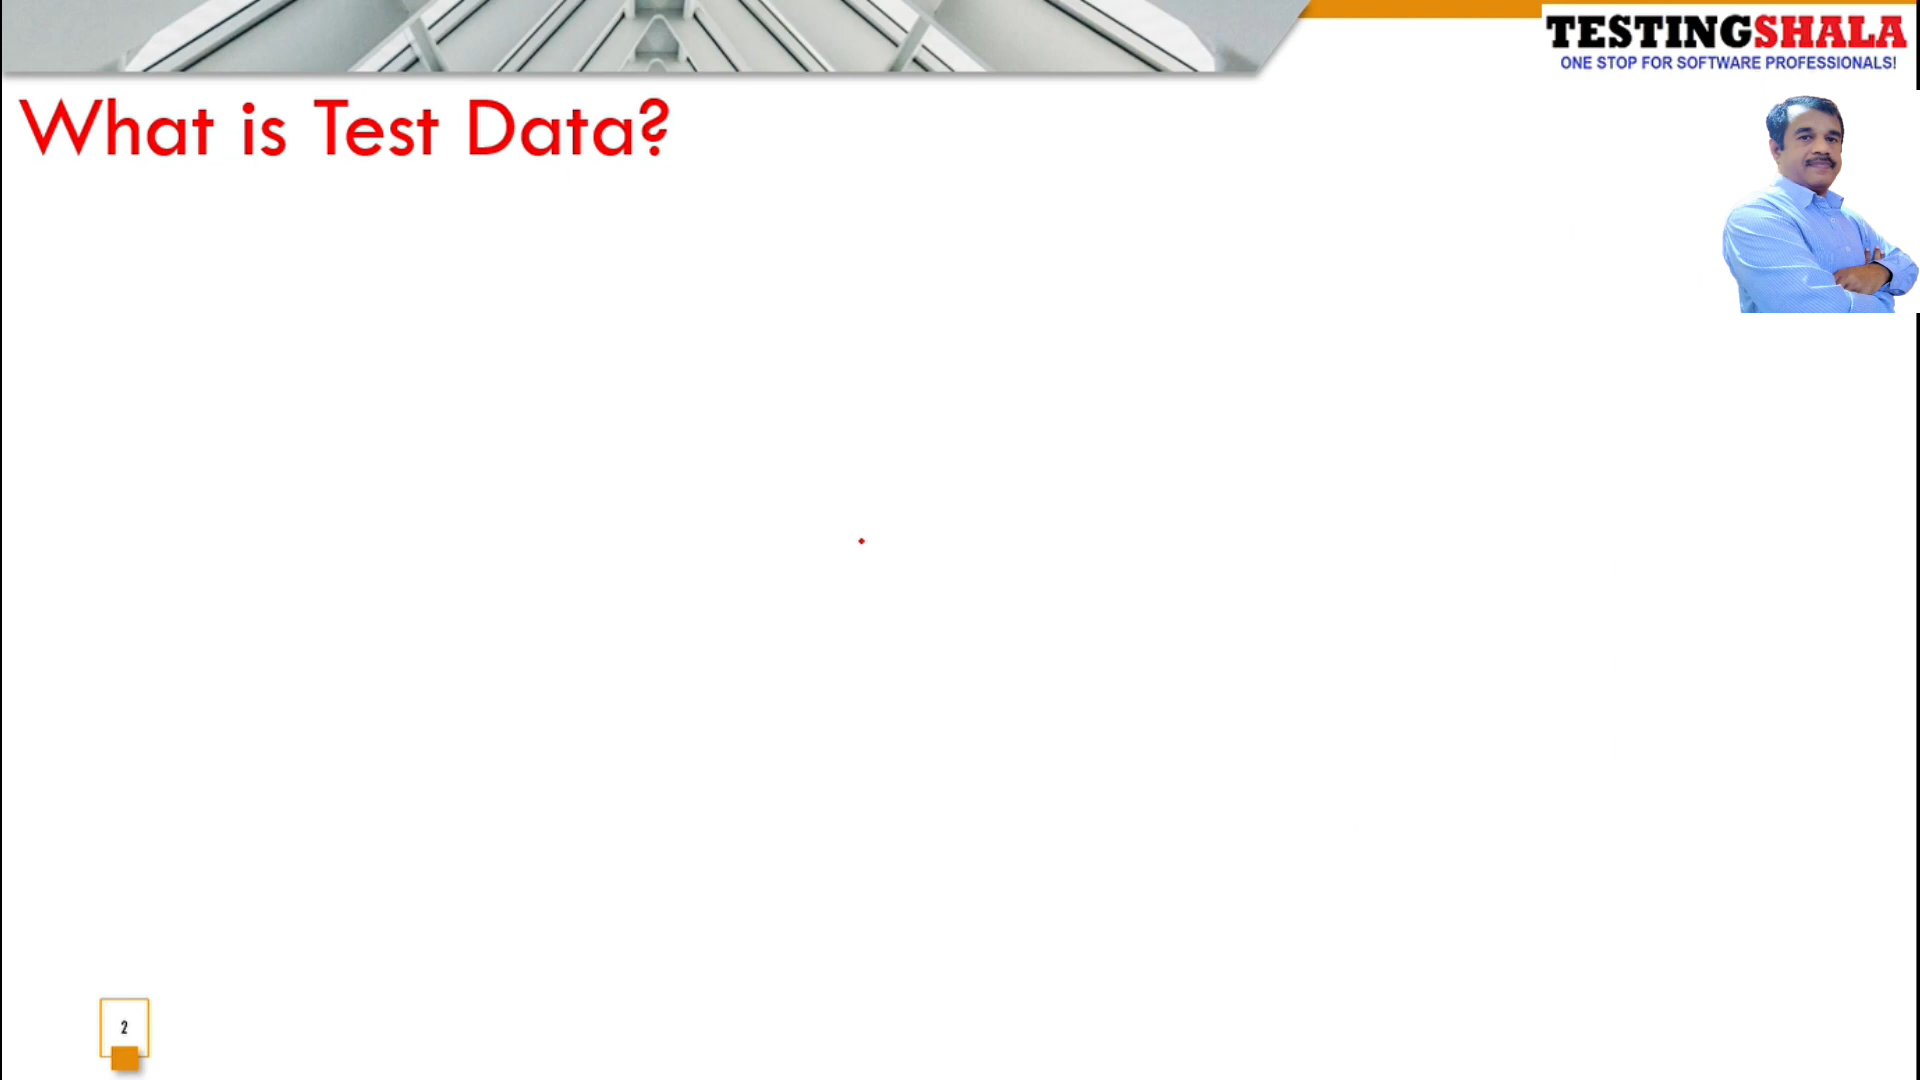 TESTINGSHALA
ONE STOP FOR SOFTWARE PROFESSIONALS!
What is Test Data?
2